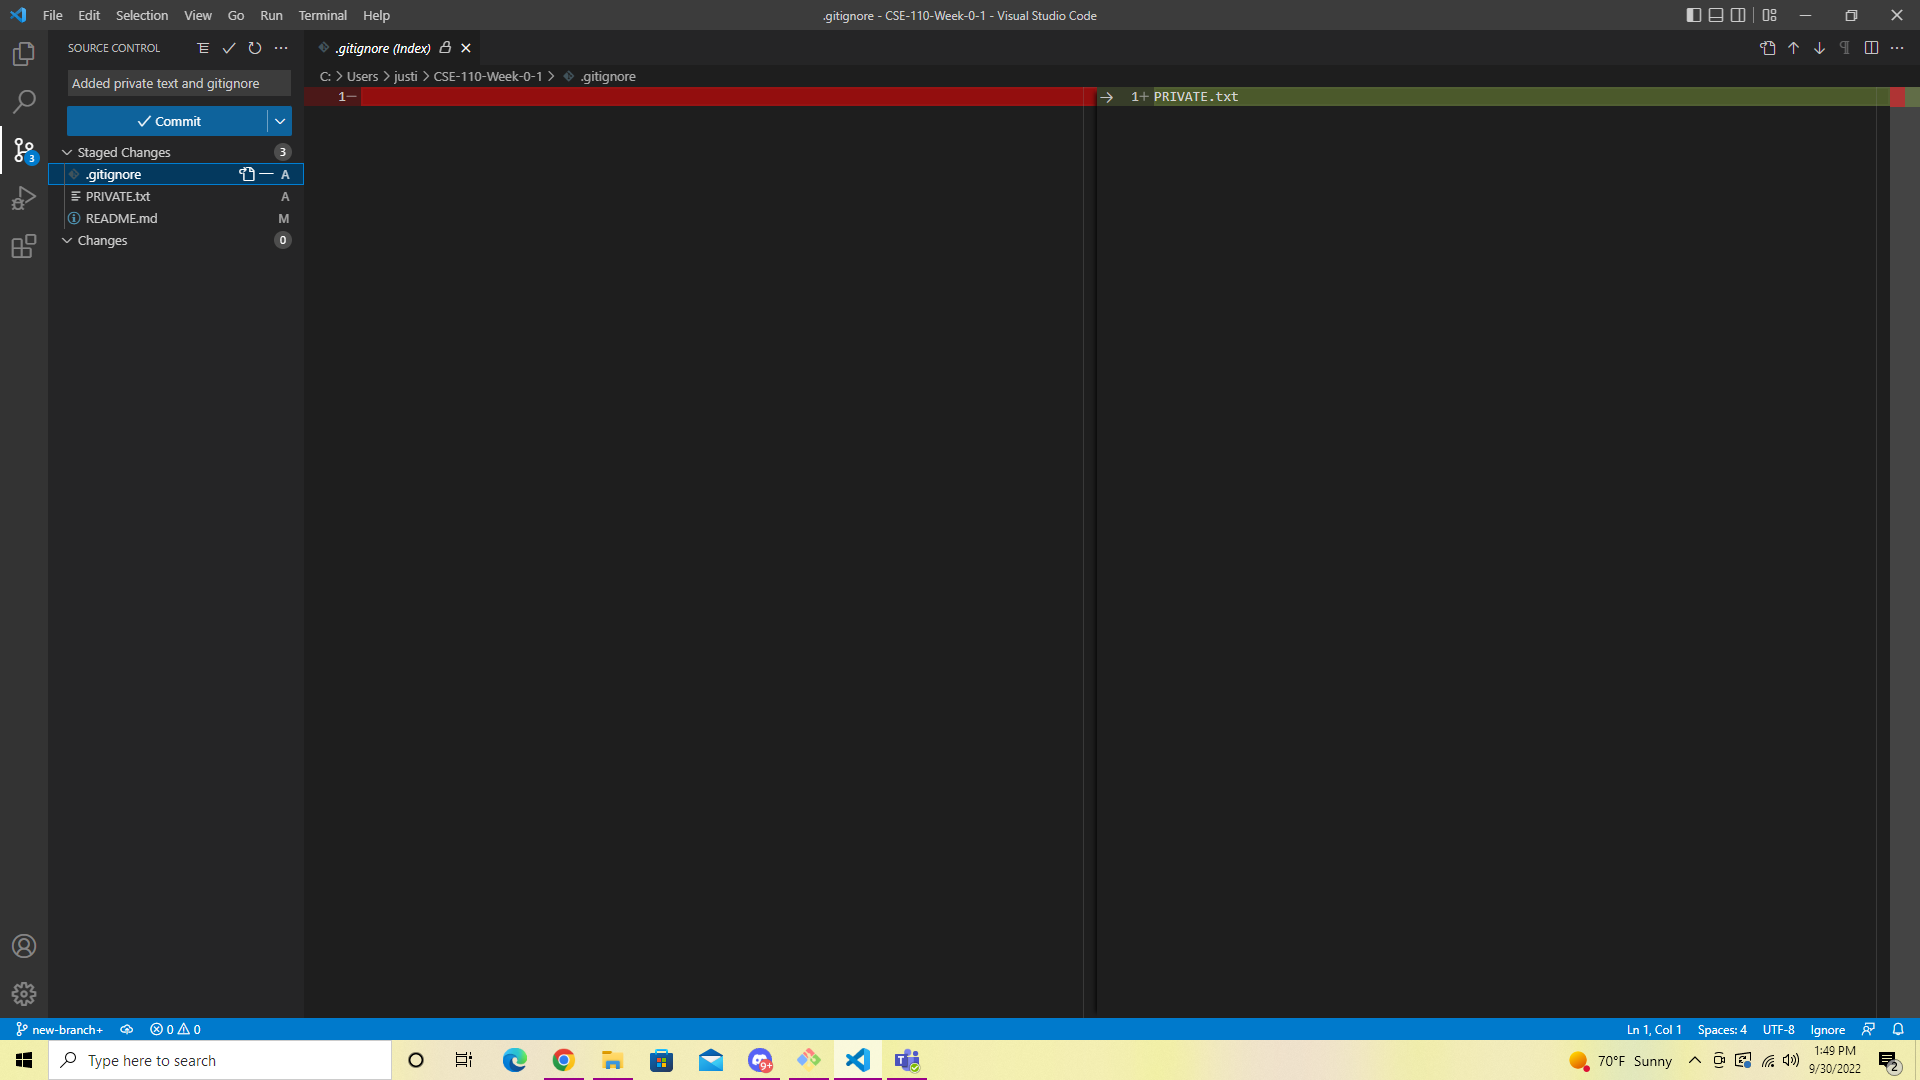 File Edit Selection View Go Run Terminal Help
.gitignore - CSE-110-Week-0-1 - Visual Studio Code
SOURCE CONTROL
Added private text and gitignore
Commit
Staged Changes 3
.gitignore A
PRIVATE.txt A
README.md M
Changes 0
3
.gitignore (Index)
C: > Users > justi > CSE-110-Week-0-1 > .gitignore
1−
1+ PRIVATE.txt
new-branch+ 0 0
Ln 1, Col 1 Spaces: 4 UTF-8 Ignore
Type here to search
9+
70°F Sunny
1:49 PM
9/30/2022
2